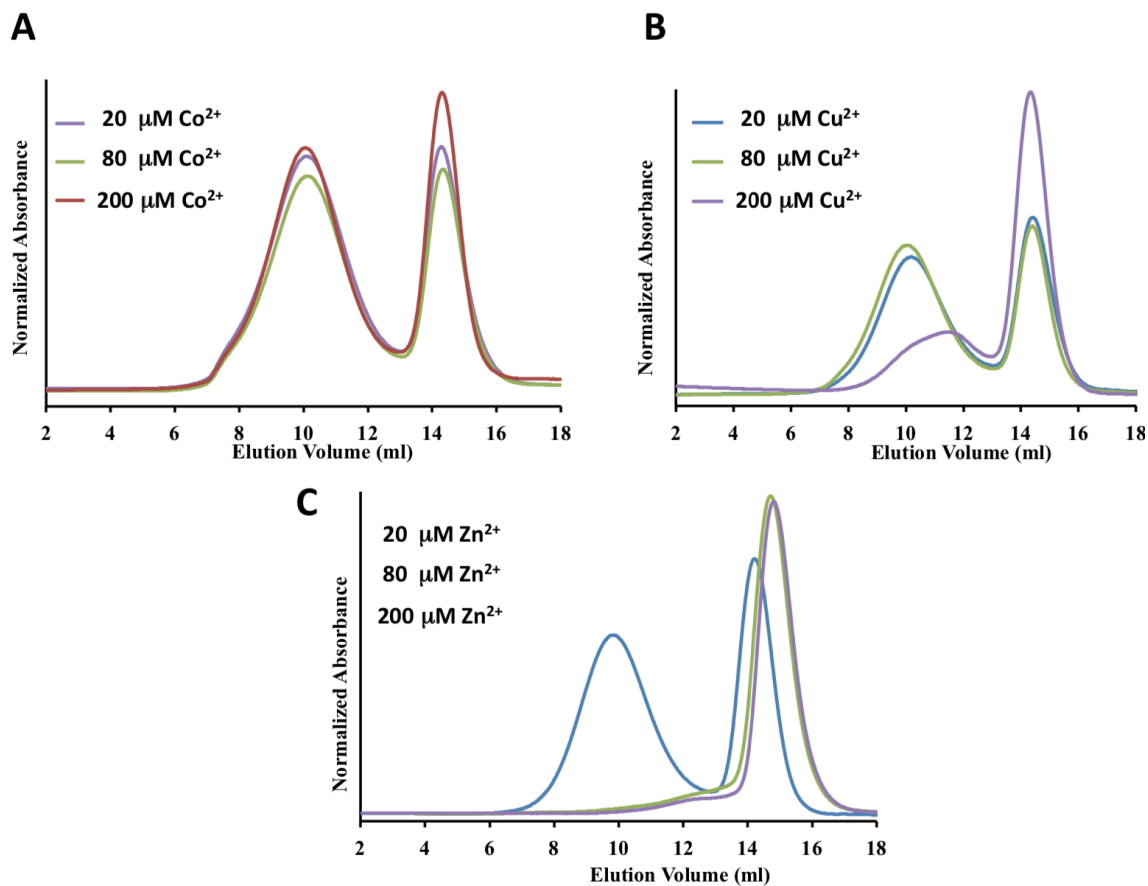 A
B
20 μM Co²⁺
80 μM Co²⁺
200 μM Co²⁺
Normalized Absorbance
2 4 6 8 10 12 14 16 18
Elution Volume (ml)
20 μM Cu²⁺
80 μM Cu²⁺
200 μM Cu²⁺
Normalized Absorbance
2 4 6 8 10 12 14 16 18
Elution Volume (ml)
C
20 μM Zn²⁺
80 μM Zn²⁺
200 μM Zn²⁺
Normalized Absorbance
2 4 6 8 10 12 14 16 18
Elution Volume (ml)